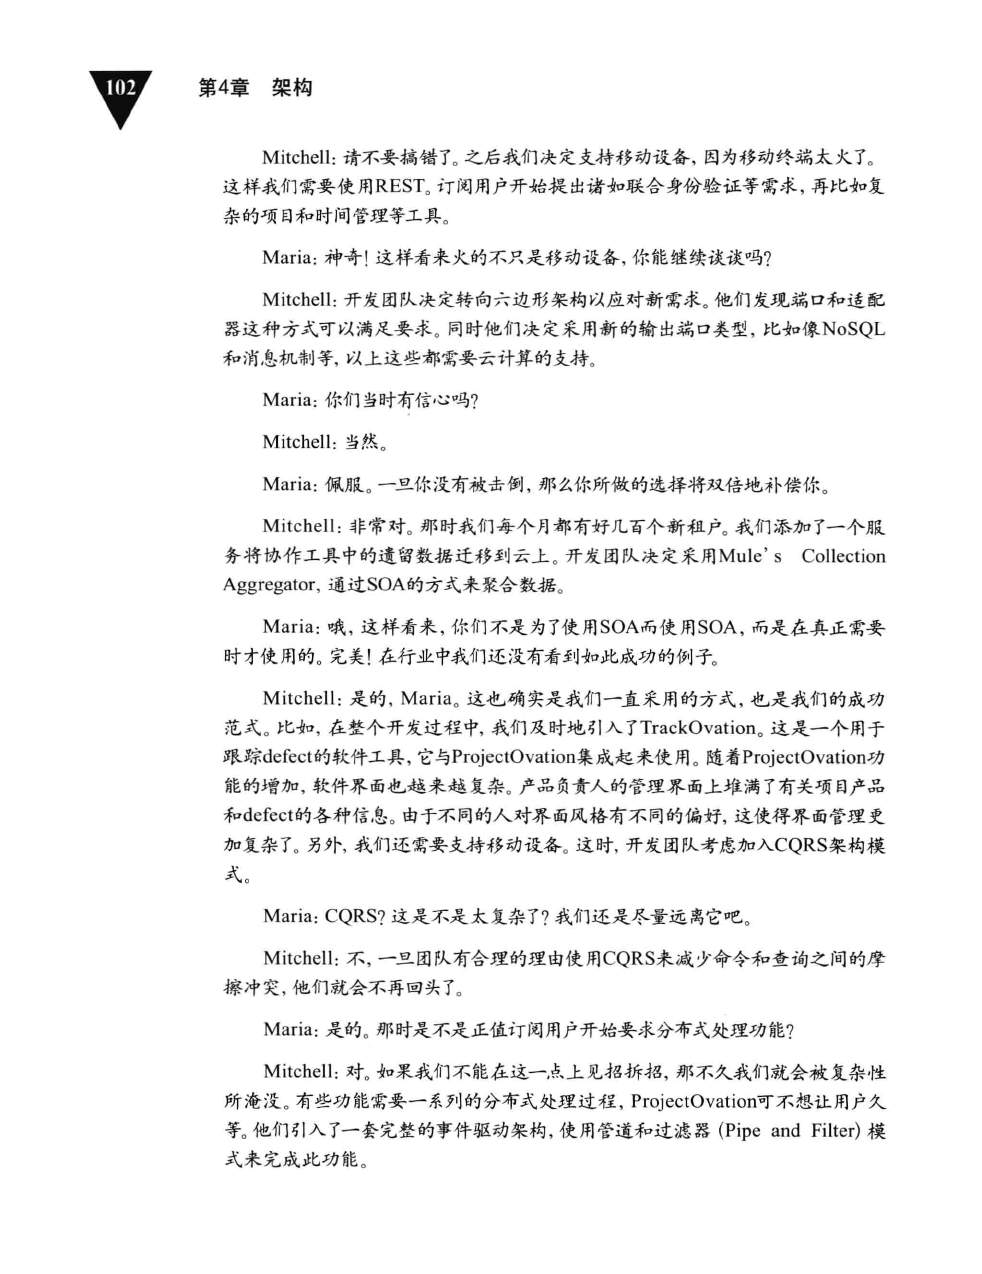 102
第4章 架构
Mitchell: 请不要搞错了。之后我们决定支持移动设备, 因为移动终端太火了。
这样我们需要使用REST。订阅用户开始提出诸如联合身份验证等需求, 再比如复
杂的项目和时间管理等工具。
Maria: 神奇! 这样看来火的不只是移动设备, 你能继续谈谈吗?
Mitchell: 开发团队决定转向六边形架构以应对新需求。他们发现端口和适配
器这种方式可以满足要求。同时他们决定采用新的输出端口类型, 比如像NoSQL
和消息机制等, 以上这些都需要云计算的支持。
Maria: 你们当时有信心吗?
Mitchell: 当然。
Maria: 佩服。一旦你没有被击倒, 那么你所做的选择将双倍地补偿你。
Mitchell: 非常对。那时我们每个月都有好几百个新租户。我们添加了一个服
务将协作工具中的遗留数据迁移到云上。开发团队决定采用Mule's Collection
Aggregator, 通过SOA的方式来聚合数据。
Maria: 哦, 这样看来, 你们不是为了使用SOA而使用SOA, 而是在真正需要
时才使用的。完美! 在行业中我们还没有看到如此成功的例子。
Mitchell: 是的, Maria。这也确实是我们一直采用的方式, 也是我们的成功
范式。比如, 在整个开发过程中, 我们及时地引入了TrackOvation。这是一个用于
跟踪defect的软件工具, 它与ProjectOvation集成起来使用。随着ProjectOvation功
能的增加, 软件界面也越来越复杂。产品负责人的管理界面上堆满了有关项目产品
和defect的各种信息。由于不同的人对界面风格有不同的偏好, 这使得界面管理更
加复杂了。另外, 我们还需要支持移动设备。这时, 开发团队考虑加入CQRS架构模
式。
Maria: CQRS? 这是不是太复杂了? 我们还是尽量远离它吧。
Mitchell: 不, 一旦团队有合理的理由使用CQRS来减少命令和查询之间的摩
擦冲突, 他们就会不再回头了。
Maria: 是的。那时是不是正值订阅用户开始要求分布式处理功能?
Mitchell: 对。如果我们不能在这一点上见招拆招, 那不久我们就会被复杂性
所淹没。有些功能需要一系列的分布式处理过程, ProjectOvation可不想让用户久
等。他们引入了一套完整的事件驱动架构, 使用管道和过滤器 (Pipe and Filter) 模
式来完成此功能。